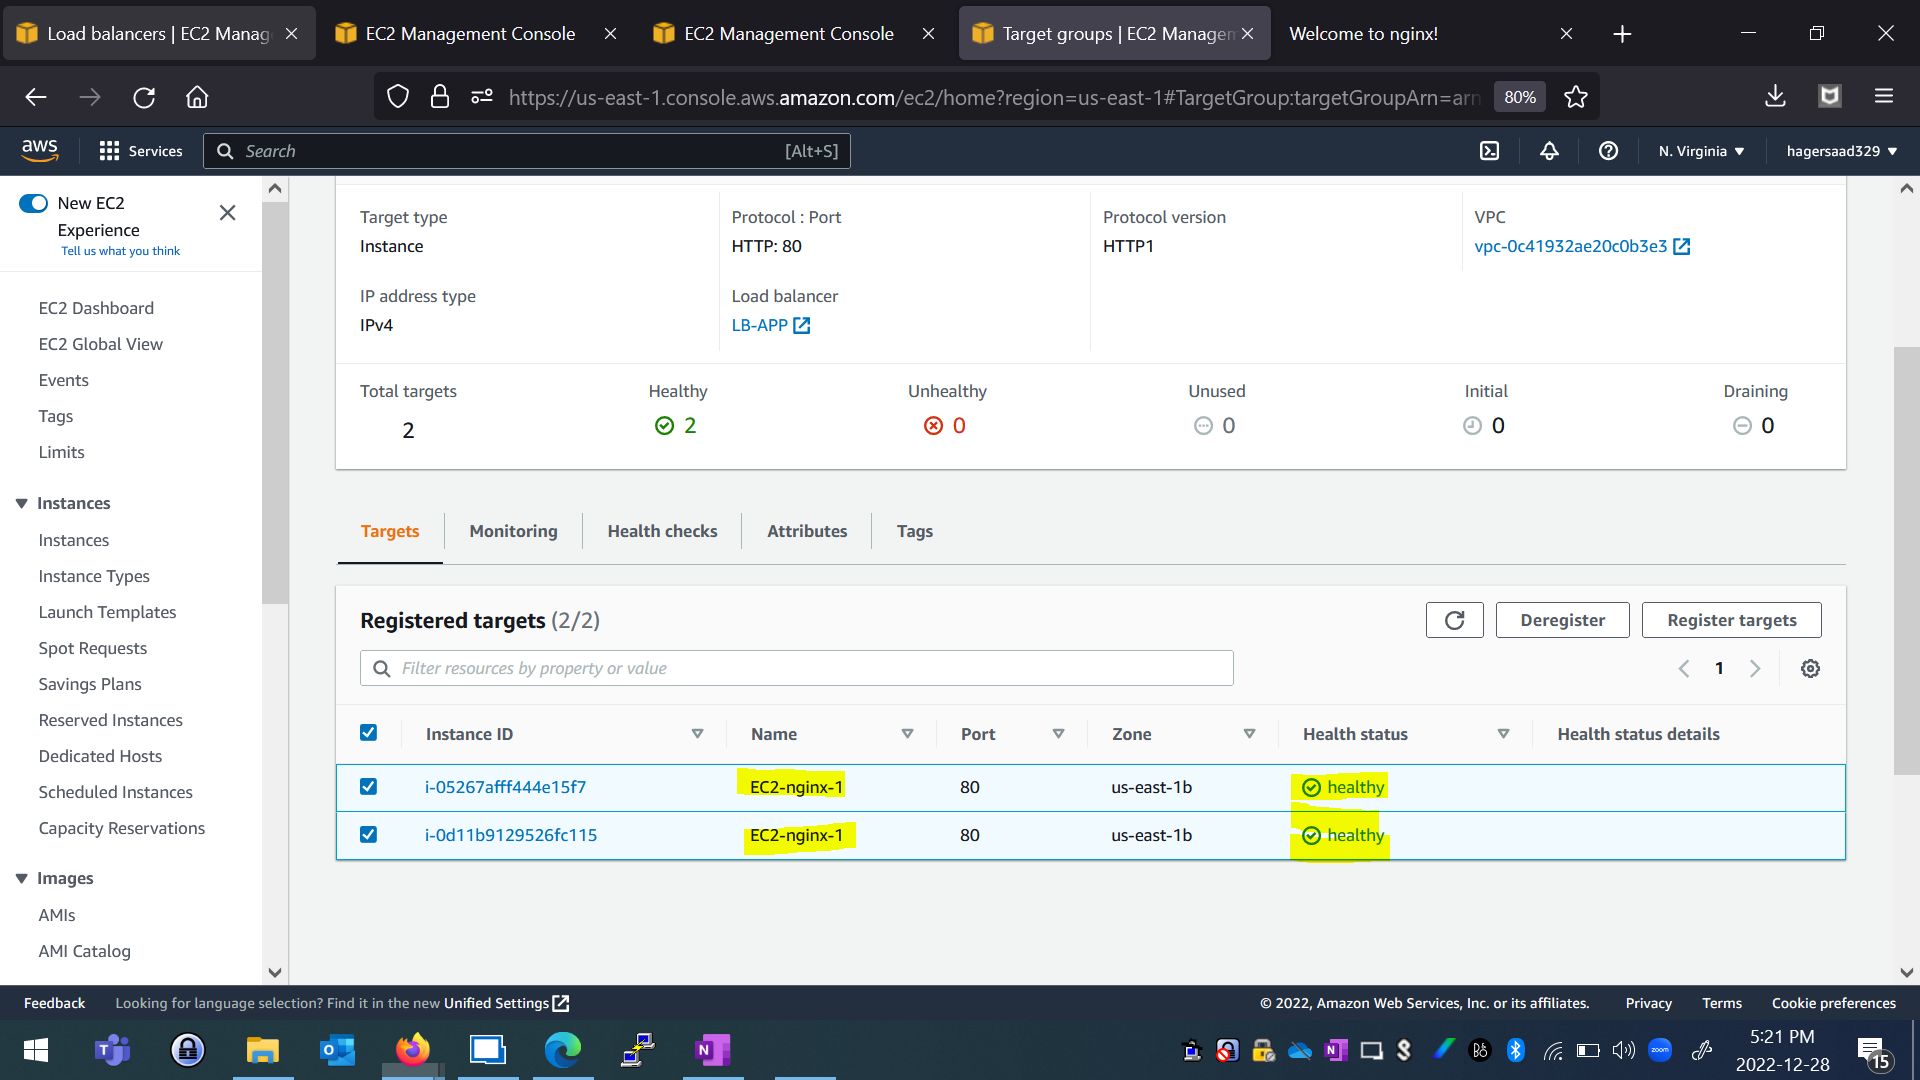 Load balancers | EC2 Manag
EC2 Management Console
EC2 Management Console
Target groups | EC2 Managem
Welcome to nginx!
https://us-east-1.console.aws.amazon.com/ec2/home?region=us-east-1#TargetGroup:targetGroupArn=arn
80%
aws
Services
Search
[Alt+S]
N. Virginia
hagersaad329
New EC2
Experience
Tell us what you think
EC2 Dashboard
EC2 Global View
Events
Tags
Limits
Instances
Instances
Instance Types
Launch Templates
Spot Requests
Savings Plans
Reserved Instances
Dedicated Hosts
Scheduled Instances
Capacity Reservations
Images
AMIs
AMI Catalog
Target type
Instance
Protocol : Port
HTTP: 80
Protocol version
HTTP1
VPC
vpc-0c41932ae20c0b3e3
IP address type
IPv4
Load balancer
LB-APP
Total targets
2
Healthy
2
Unhealthy
0
Unused
0
Initial
0
Draining
0
Targets
Monitoring
Health checks
Attributes
Tags
Registered targets (2/2)
Deregister
Register targets
Filter resources by property or value
1
Instance ID
Name
Port
Zone
Health status
Health status details
i-05267afff444e15f7
EC2-nginx-1
80
us-east-1b
healthy
i-0d11b9129526fc115
EC2-nginx-1
80
us-east-1b
healthy
Feedback
Looking for language selection? Find it in the new Unified Settings
© 2022, Amazon Web Services, Inc. or its affiliates.
Privacy
Terms
Cookie preferences
zoom
5:21 PM
2022-12-28
15